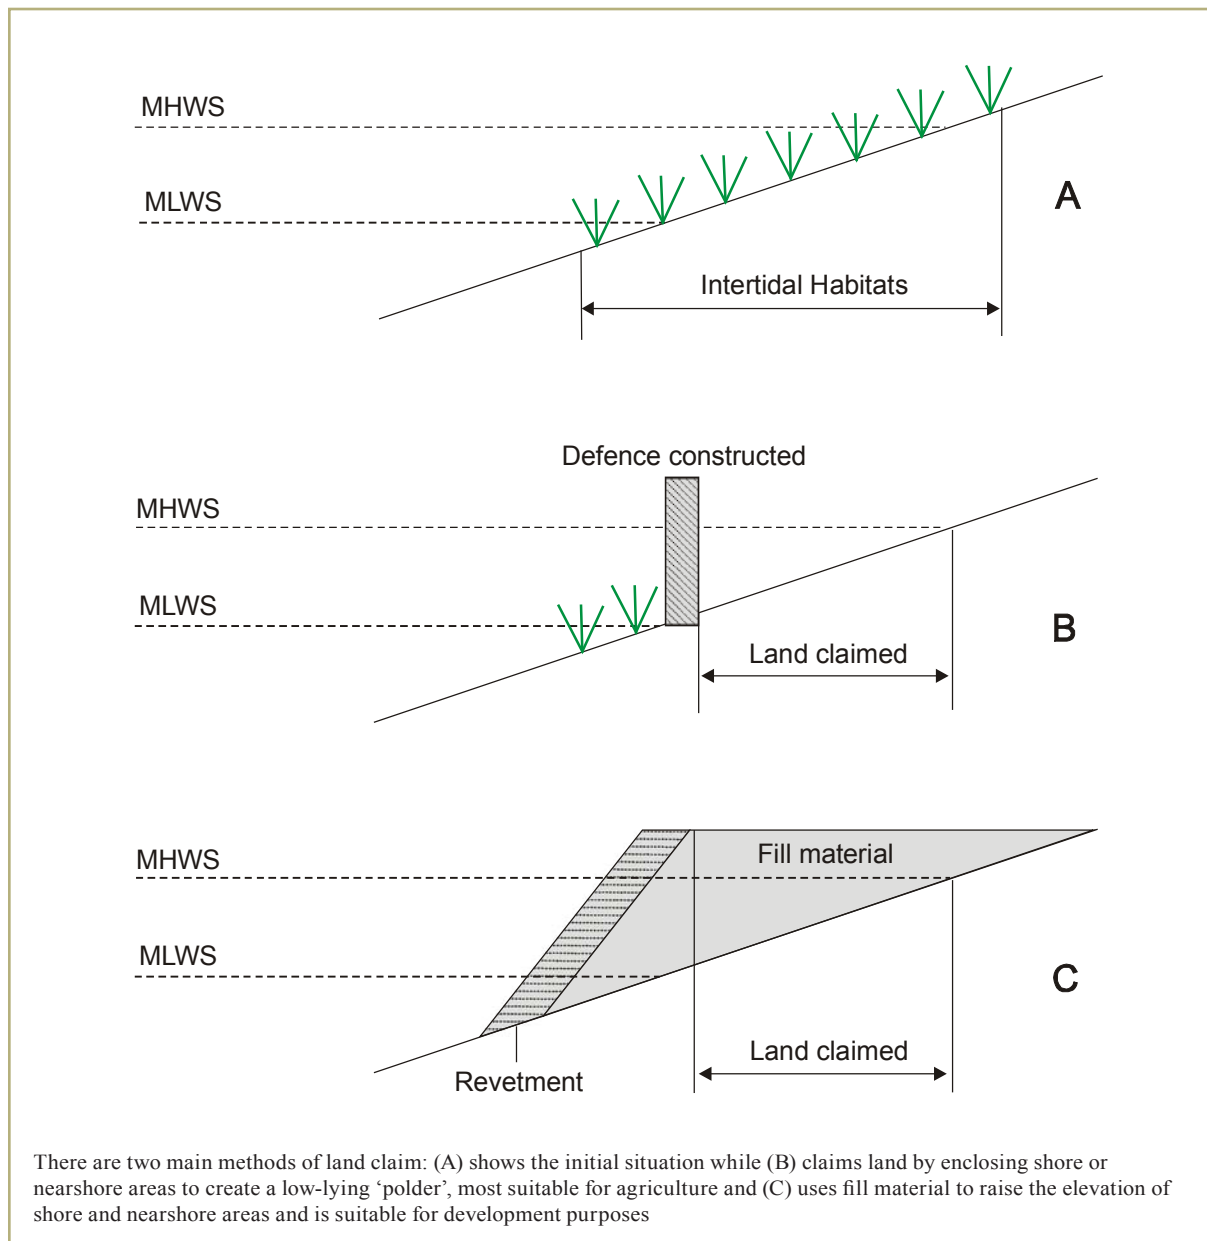 MHWS
MLWS
A
Intertidal Habitats
Defence constructed
MHWS
MLWS
B
Land claimed
Fill material
MHWS
MLWS
C
Land claimed
Revetment
There are two main methods of land claim: (A) shows the initial situation while (B) claims land by enclosing shore or
nearshore areas to create a low-lying ‘polder’, most suitable for agriculture and (C) uses fill material to raise the elevation of
shore and nearshore areas and is suitable for development purposes